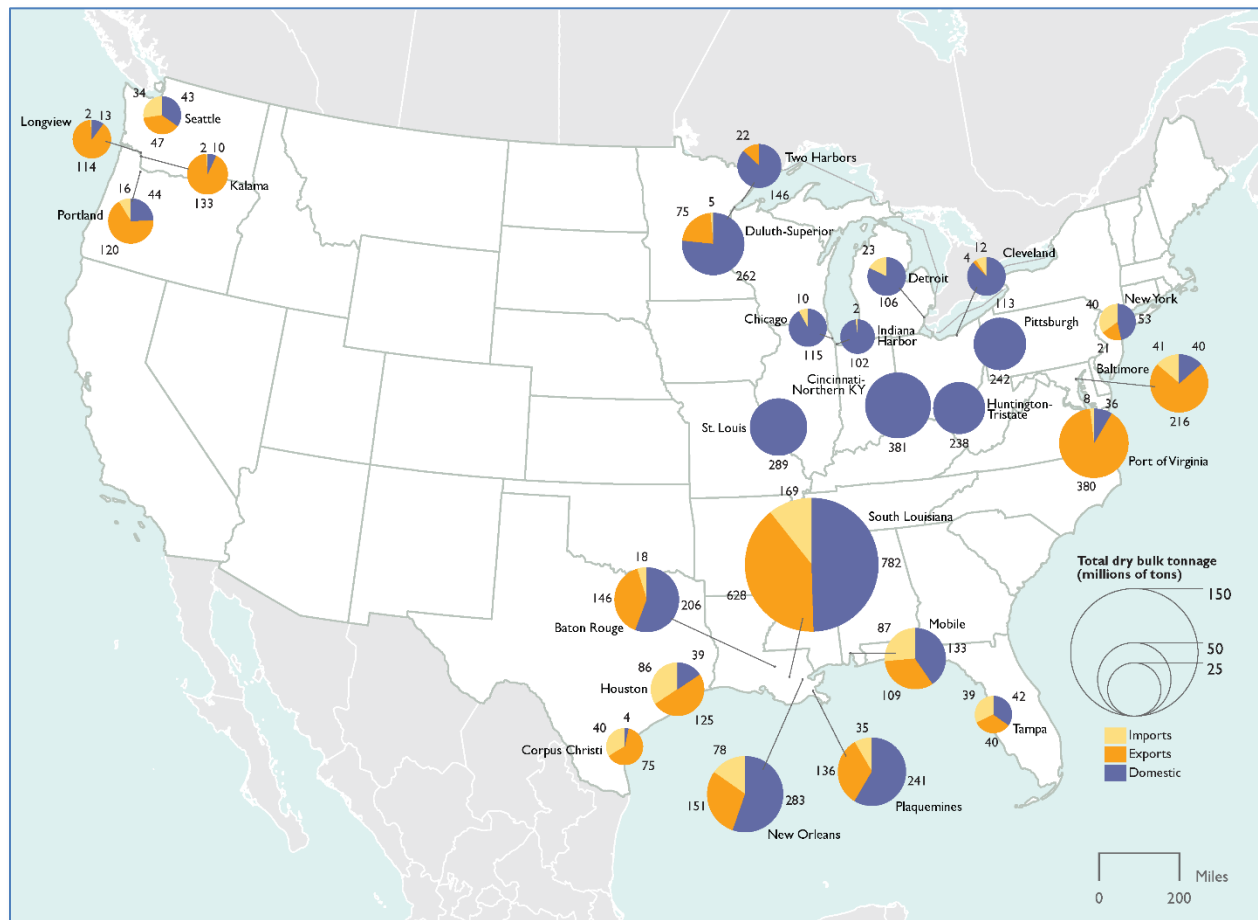 34
43
Seattle
Longview
2 13
114
47
2 10
Kalama
133
16
44
Portland
120
22
Two Harbors
146
75
5
Duluth-Superior
262
23
Detroit
106
12
4
Cleveland
113
10
Chicago
115
2
Indiana
Harbor
102
Pittsburgh
242
40
New York
53
21
41
40
Baltimore
216
Cincinnati-
Northern KY
381
Huntington-
Tristate
238
St. Louis
289
8
36
Port of Virginia
380
169
South Louisiana
782
628
18
146
206
Baton Rouge
87
Mobile
133
109
86
39
Houston
125
40
4
Corpus Christi
75
39
42
Tampa
40
78
151
283
New Orleans
35
136
241
Plaquemines
Total dry bulk tonnage
(millions of tons)
150
50
25
Imports
Exports
Domestic
Miles
0
200